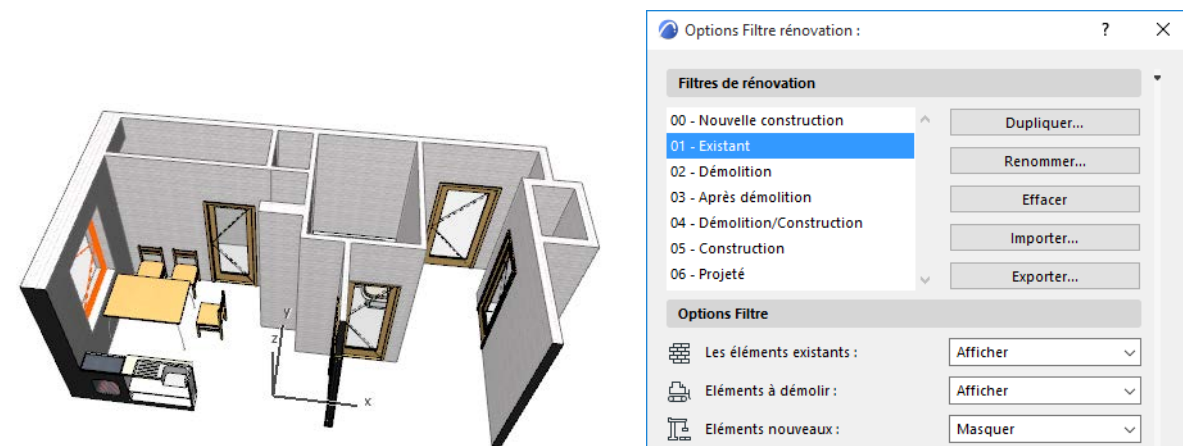 y
z
x
Options Filtre rénovation :
?
Filtres de rénovation
00 - Nouvelle construction
01 - Existant
02 - Démolition
03 - Après démolition
04 - Démolition/Construction
05 - Construction
06 - Projeté
Dupliquer...
Renommer...
Effacer
Importer...
Exporter...
Options Filtre
Les éléments existants : Afficher
Eléments à démolir : Afficher
Eléments nouveaux : Masquer